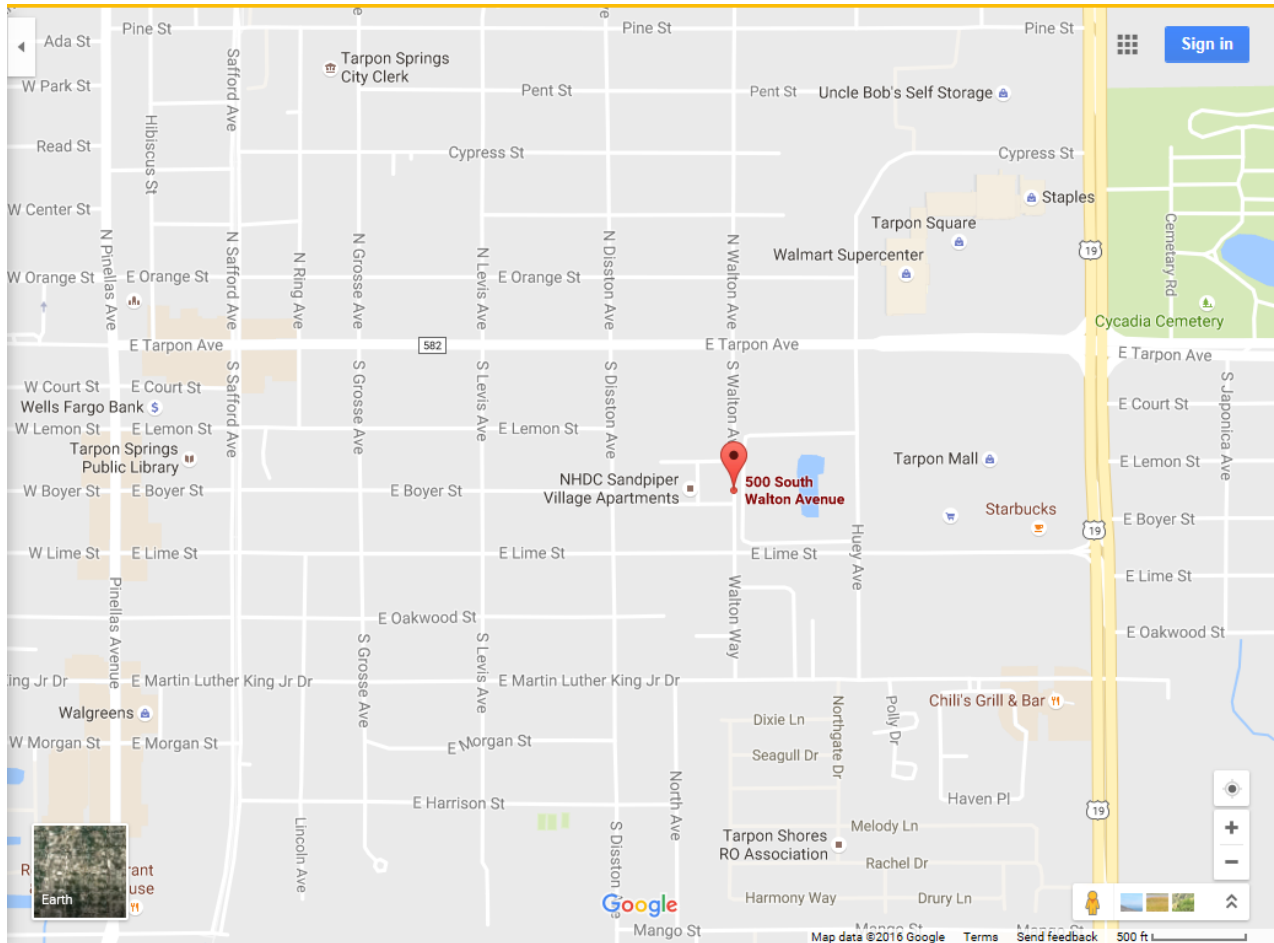 Pine St
Pine St
Pine St
Ada St
Sign in
Tarpon Springs
City Clerk
W Park St
Pent St
Pent St
Uncle Bob's Self Storage
Safford Ave
Hibiscus St
Read St
Cypress St
Cypress St
Staples
W Center St
Tarpon Square
Walmart Supercenter
19
Cemetary Rd
N Pinellas Ave
N Safford Ave
N Ring Ave
N Grosse Ave
N Levis Ave
N Disston Ave
N Walton Ave
W Orange St
E Orange St
E Orange St
Cycadia Cemetery
E Tarpon Ave
582
E Tarpon Ave
E Tarpon Ave
S Safford Ave
S Grosse Ave
S Levis Ave
S Disston Ave
S Walton Ave
S Japonica Ave
W Court St
E Court St
E Court St
Wells Fargo Bank
$
W Lemon St
E Lemon St
E Lemon St
Tarpon Springs
Public Library
Tarpon Mall
E Lemon St
NHDC Sandpiper
Village Apartments
500 South
Walton Avenue
W Boyer St
E Boyer St
E Boyer St
Starbucks
E Boyer St
19
Huey Ave
W Lime St
E Lime St
E Lime St
E Lime St
E Lime St
Pinellas Avenue
Walton Way
E Oakwood St
E Oakwood St
S Grosse Ave
S Levis Ave
ing Jr Dr
E Martin Luther King Jr Dr
E Martin Luther King Jr Dr
Chili's Grill & Bar
Walgreens
Dixie Ln
Northgate Dr
Polly Dr
W Morgan St
E Morgan St
E Morgan St
Seagull Dr
North Ave
E Harrison St
Haven Pl
19
Lincoln Ave
S Disston Ave
Tarpon Shores
RO Association
Melody Ln
Rachel Dr
Harmony Way
Drury Ln
Earth
Google
Mango St
Map data ©2016 Google
Terms
Send feedback
500 ft